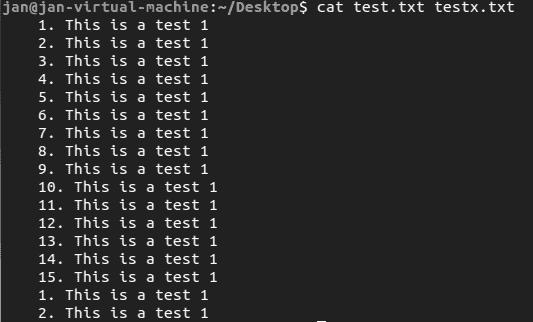 jan@jan-virtual-machine:~/Desktop$ cat test.txt testx.txt
1. This is a test 1
2. This is a test 1
3. This is a test 1
4. This is a test 1
5. This is a test 1
6. This is a test 1
7. This is a test 1
8. This is a test 1
9. This is a test 1
10. This is a test 1
11. This is a test 1
12. This is a test 1
13. This is a test 1
14. This is a test 1
15. This is a test 1
1. This is a test 1
2. This is a test 1